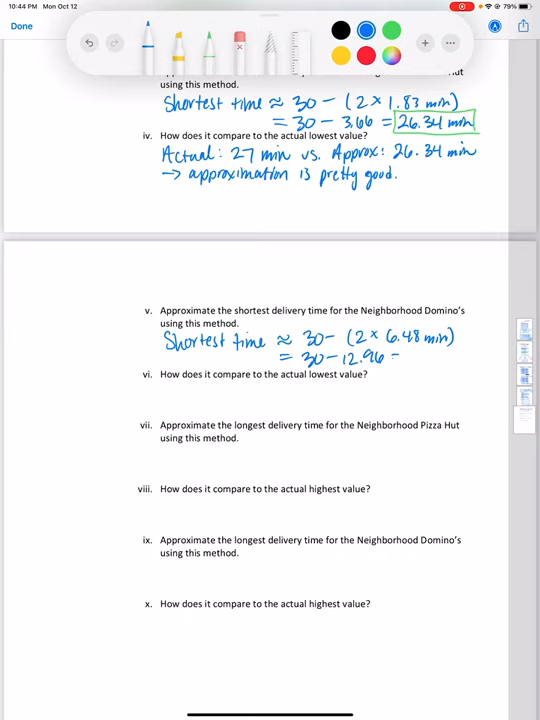 10:44 PM Mon Oct 12
79%
Done
using this method.
Shortest time ≈ 30 - (2 × 1.83 min)
= 30 - 3.66 = 26.34 min
iv. How does it compare to the actual lowest value?
Actual: 27 min vs. Approx: 26.34 min
→ approximation is pretty good.
v. Approximate the shortest delivery time for the Neighborhood Domino's
using this method.
Shortest time ≈ 30 - (2 × 6.48 min)
= 30 - 12.96 =
vi. How does it compare to the actual lowest value?
vii. Approximate the longest delivery time for the Neighborhood Pizza Hut
using this method.
viii. How does it compare to the actual highest value?
ix. Approximate the longest delivery time for the Neighborhood Domino's
using this method.
x. How does it compare to the actual highest value?